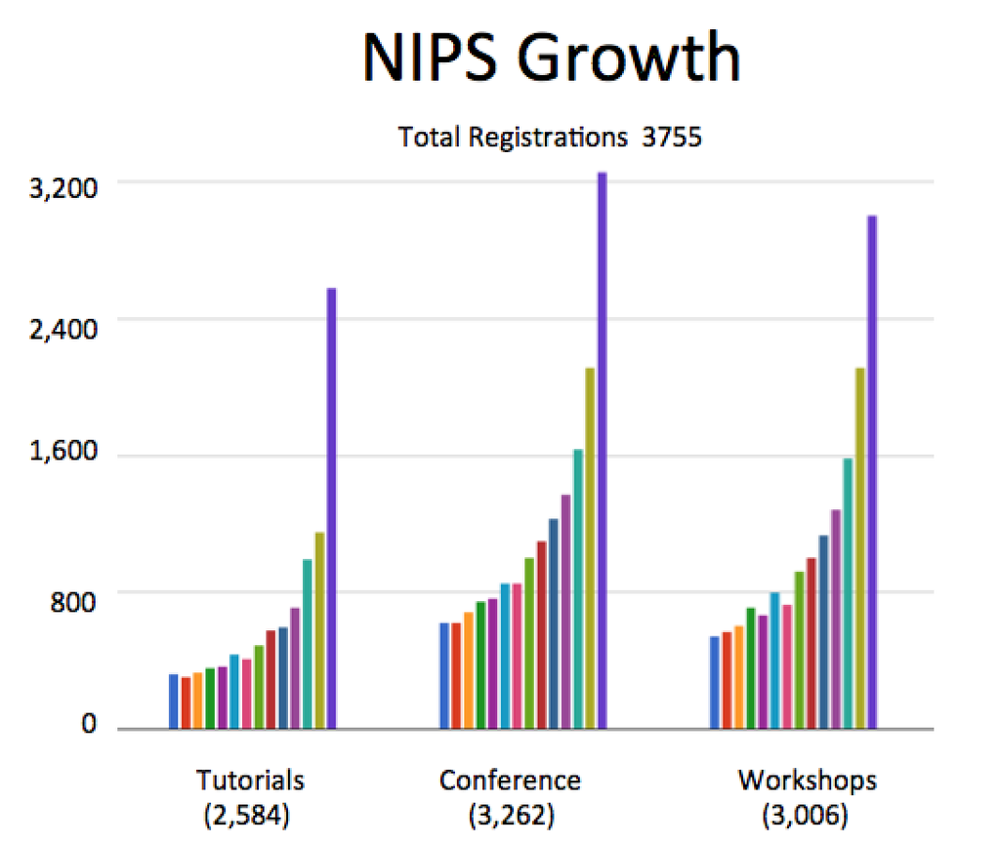 NIPS Growth
Total Registrations 3755
3,200
2,400
1,600
800
0
Tutorials
(2,584)
Conference
(3,262)
Workshops
(3,006)